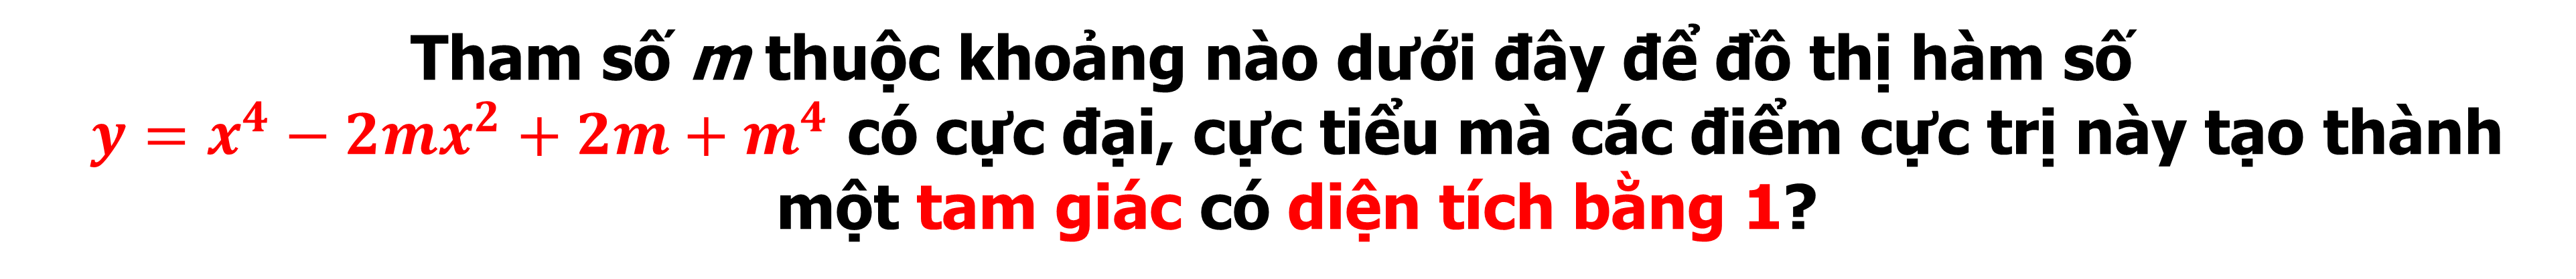 Tham số m thuộc khoảng nào dưới đây để đồ thị hàm số
y = x⁴ − 2mx² + 2m + m⁴ có cực đại, cực tiểu mà các điểm cực trị này tạo thành
một tam giác có diện tích bằng 1?